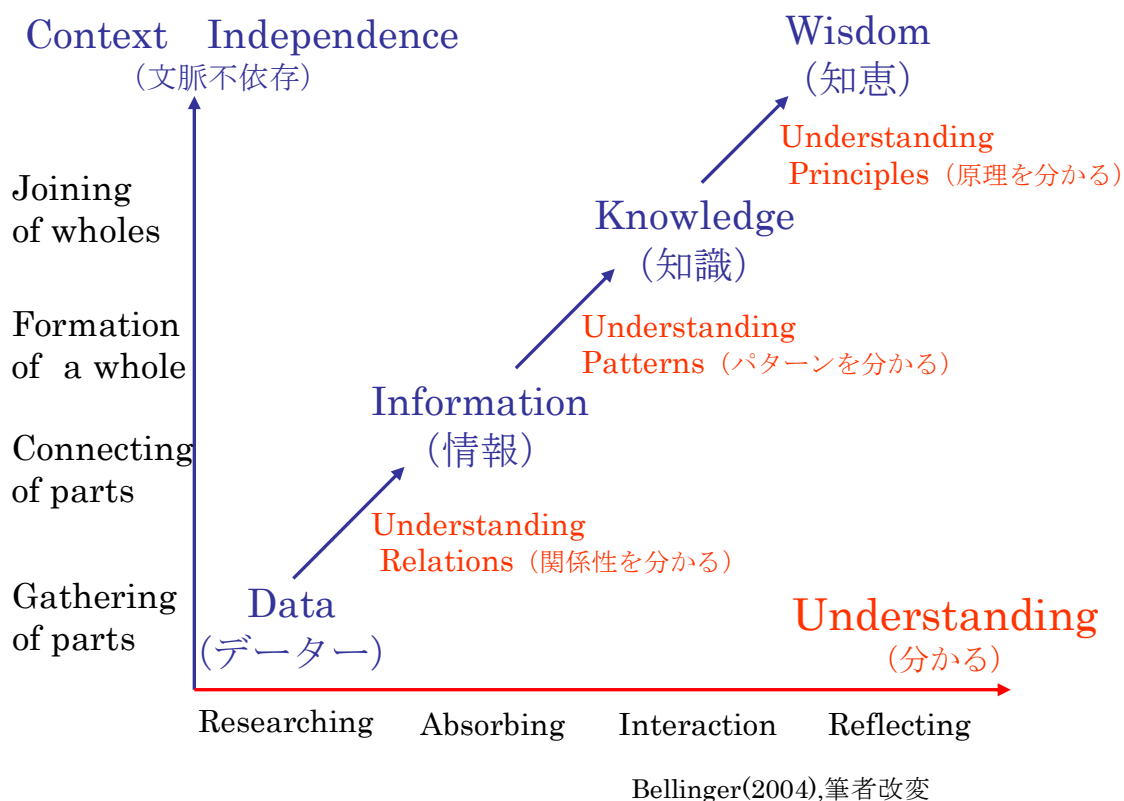 Context Independence
(文脈不依存)
Wisdom
(知恵)
Understanding
Principles (原理を分かる)
Joining
of wholes
Knowledge
(知識)
Formation
of a whole
Understanding
Patterns (パターンを分かる)
Information
(情報)
Connecting
of parts
Understanding
Relations (関係性を分かる)
Gathering
of parts
Data
(データー)
Understanding
(分かる)
Researching Absorbing Interaction Reflecting
Bellinger(2004),筆者改変